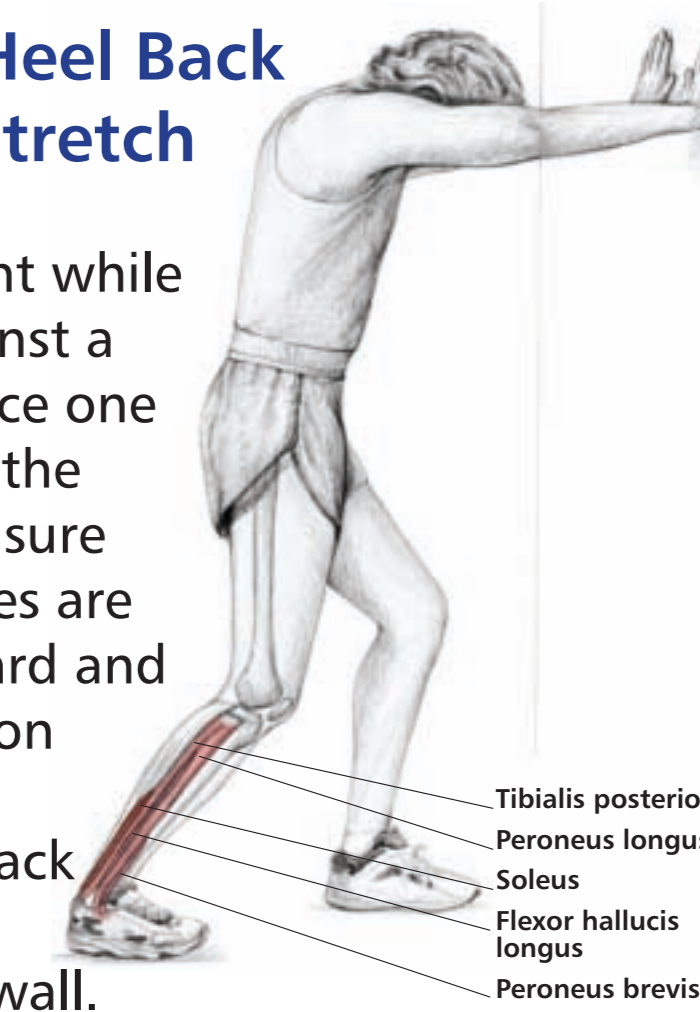 Heel Back
tretch
nt while
nst a
ce one
the
sure
es are
ard and
on
ack
wall.
Tibialis posterio
Peroneus longus
Soleus
Flexor hallucis
longus
Peroneus brevis